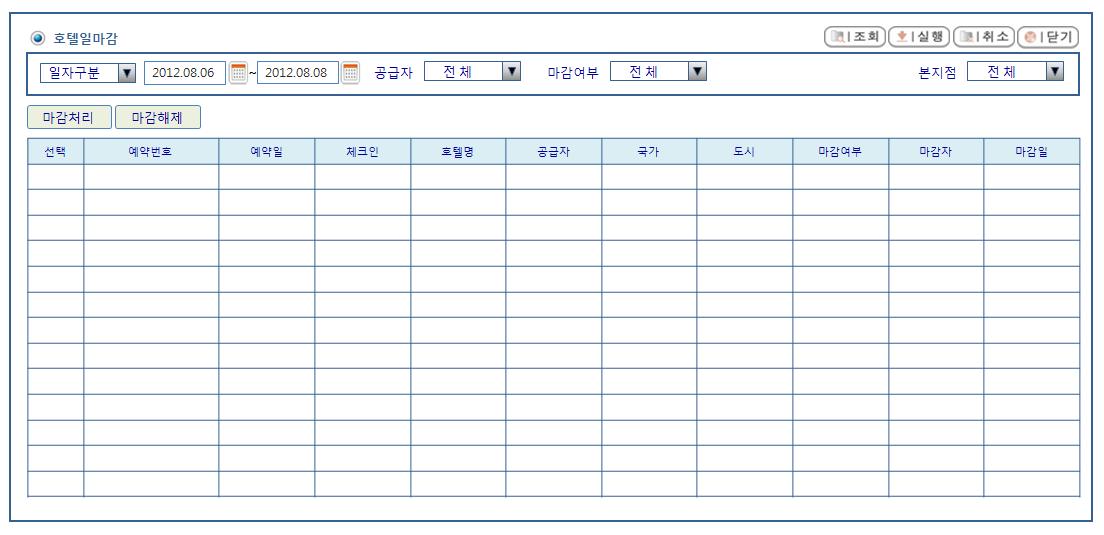 호텔일마감 조회 실행 취소 닫기
일자구분 2012.08.06 ~ 2012.08.08 공급자 전체 마감여부 전체 본지점 전체
마감처리 마감해제
선택 예약번호 예약일 체크인 호텔명 공급자 국가 도시 마감여부 마감자 마감일